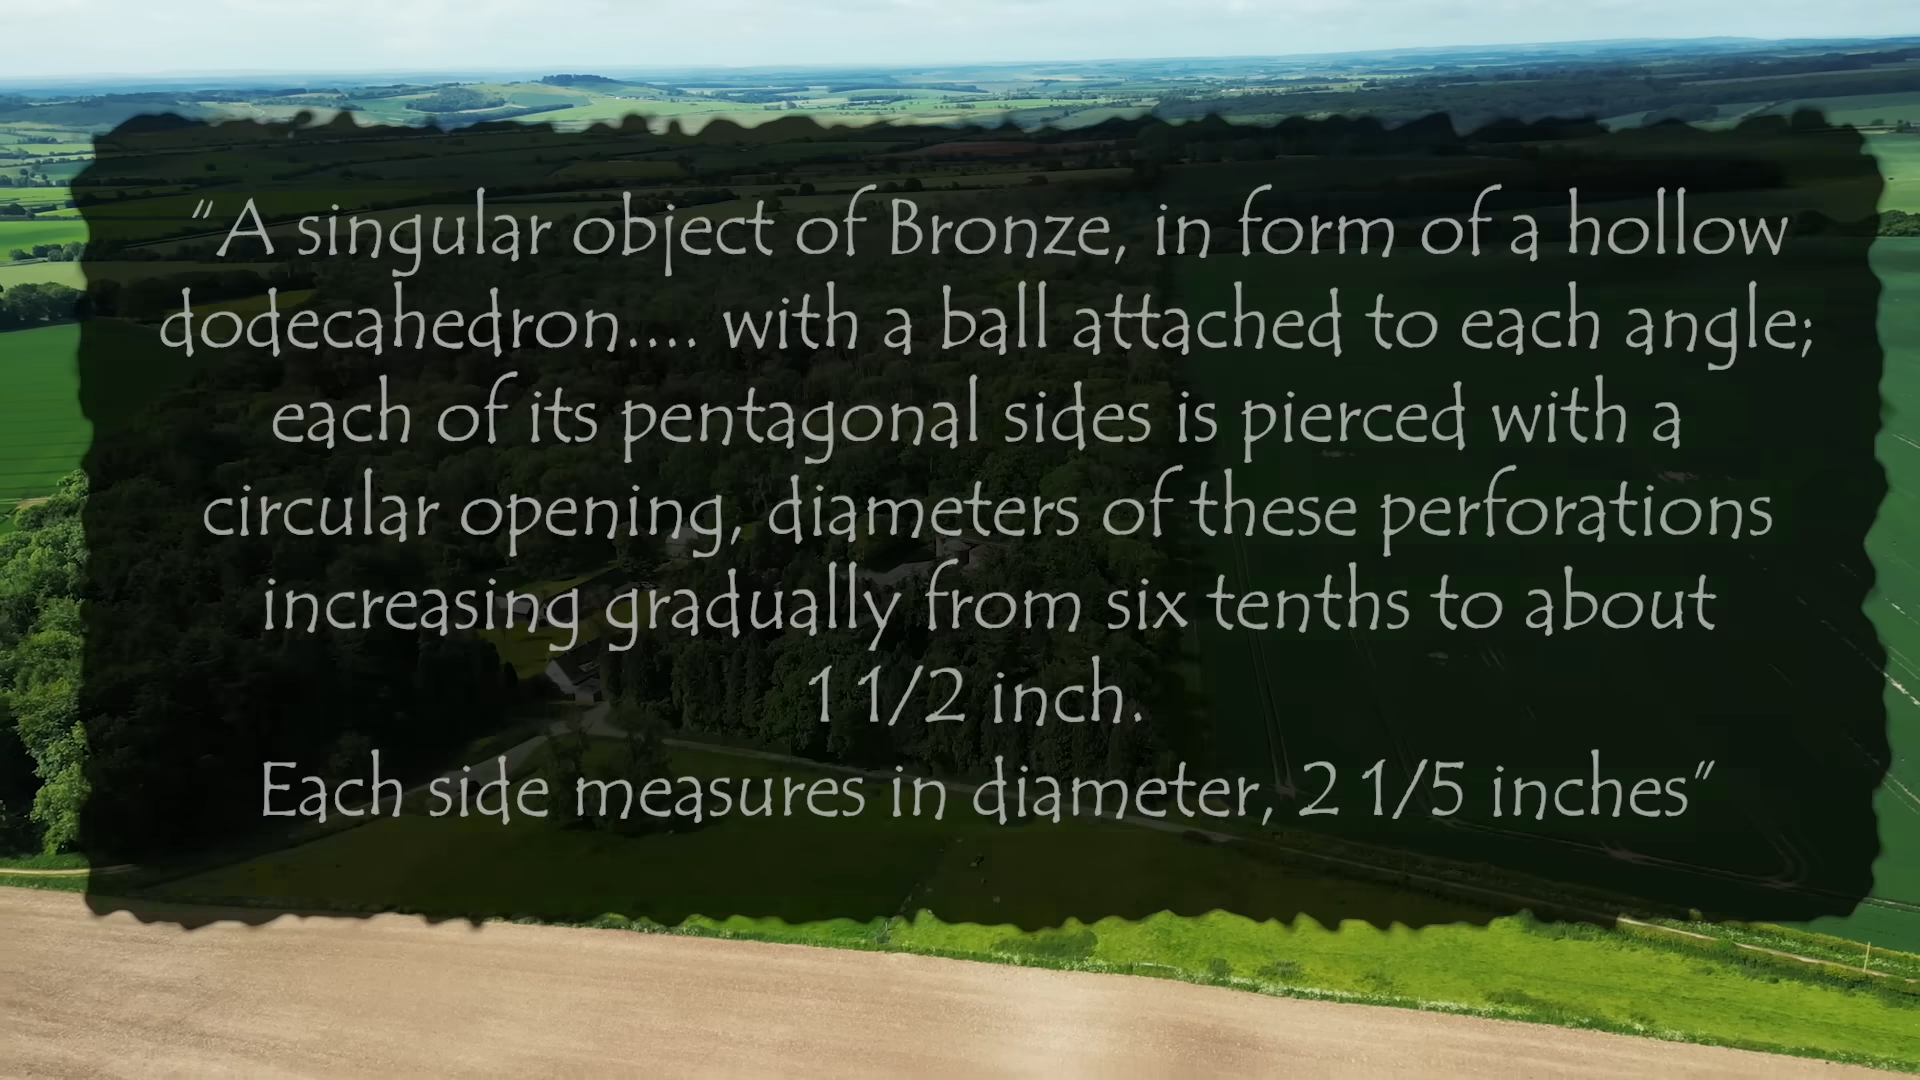 “A singular object of Bronze, in form of a hollow
dodecahedron.... with a ball attached to each angle;
each of its pentagonal sides is pierced with a
circular opening, diameters of these perforations
increasing gradually from six tenths to about
1 1/2 inch.
Each side measures in diameter, 2 1/5 inches”